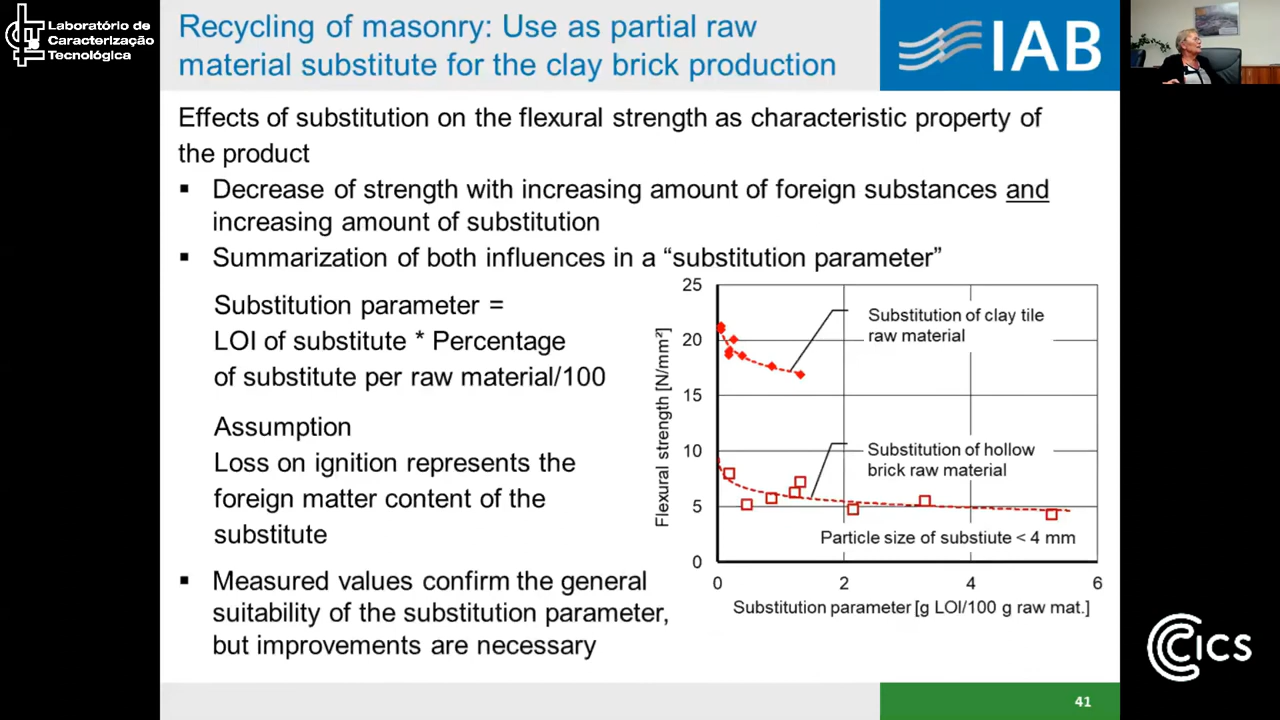 Laboratório de
Caracterização
Tecnológica
Recycling of masonry: Use as partial raw
material substitute for the clay brick production
IAB
Effects of substitution on the flexural strength as characteristic property of
the product
▪ Decrease of strength with increasing amount of foreign substances and
increasing amount of substitution
▪ Summarization of both influences in a “substitution parameter”
Substitution parameter =
LOI of substitute * Percentage
of substitute per raw material/100
Assumption
Loss on ignition represents the
foreign matter content of the
substitute
▪ Measured values confirm the general
suitability of the substitution parameter,
but improvements are necessary
Flexural strength [N/mm²]
25
20
15
10
5
0
Substitution of clay tile
raw material
Substitution of hollow
brick raw material
Particle size of substiute < 4 mm
0 2 4 6
Substitution parameter [g LOI/100 g raw mat.]
CICS
41